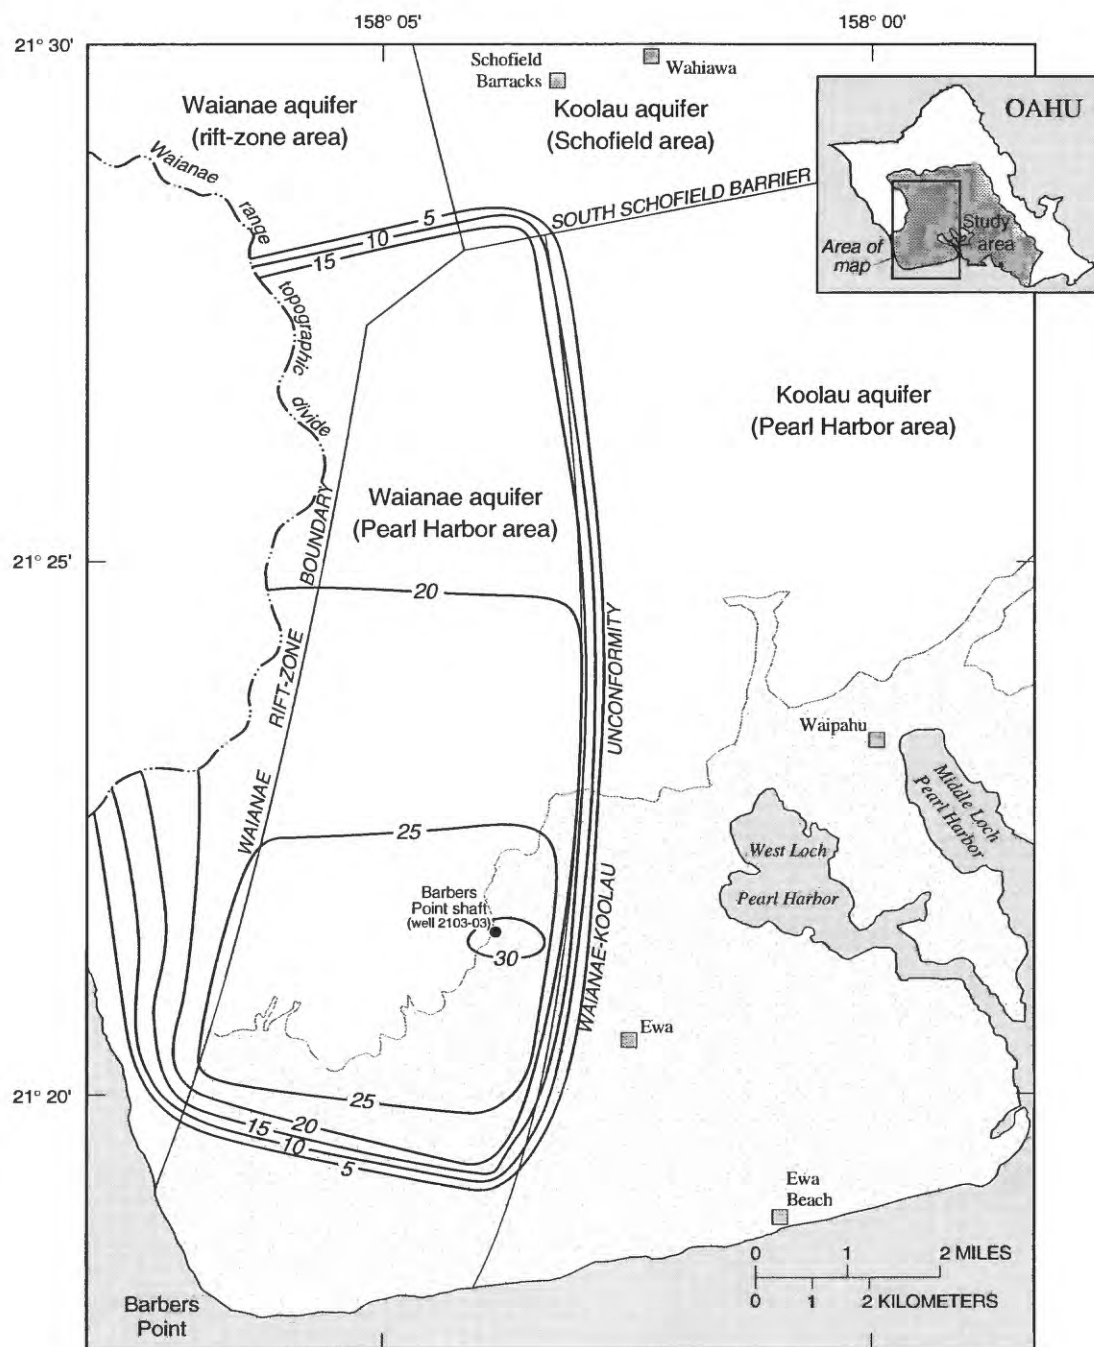 158° 05'
158° 00'
21° 30'
Schofield
Barracks
Wahiawa
Waianae aquifer
(rift-zone area)
Koolau aquifer
(Schofield area)
OAHU
Study
area
Area of
map
Waianae range topographic divide
5
10
15
SOUTH SCHOFIELD BARRIER
Koolau aquifer
(Pearl Harbor area)
Waianae aquifer
(Pearl Harbor area)
21° 25'
20
WAIANAE RIFT-ZONE BOUNDARY
WAIANAE-KOOLAU UNCONFORMITY
Waipahu
Middle Loch
Pearl Harbor
West Loch
Pearl Harbor
25
Barbers
Point shaft
(well 2103-03)
30
Ewa
21° 20'
25
20
15
10
5
Ewa
Beach
0 1 2 MILES
0 1 2 KILOMETERS
Barbers
Point